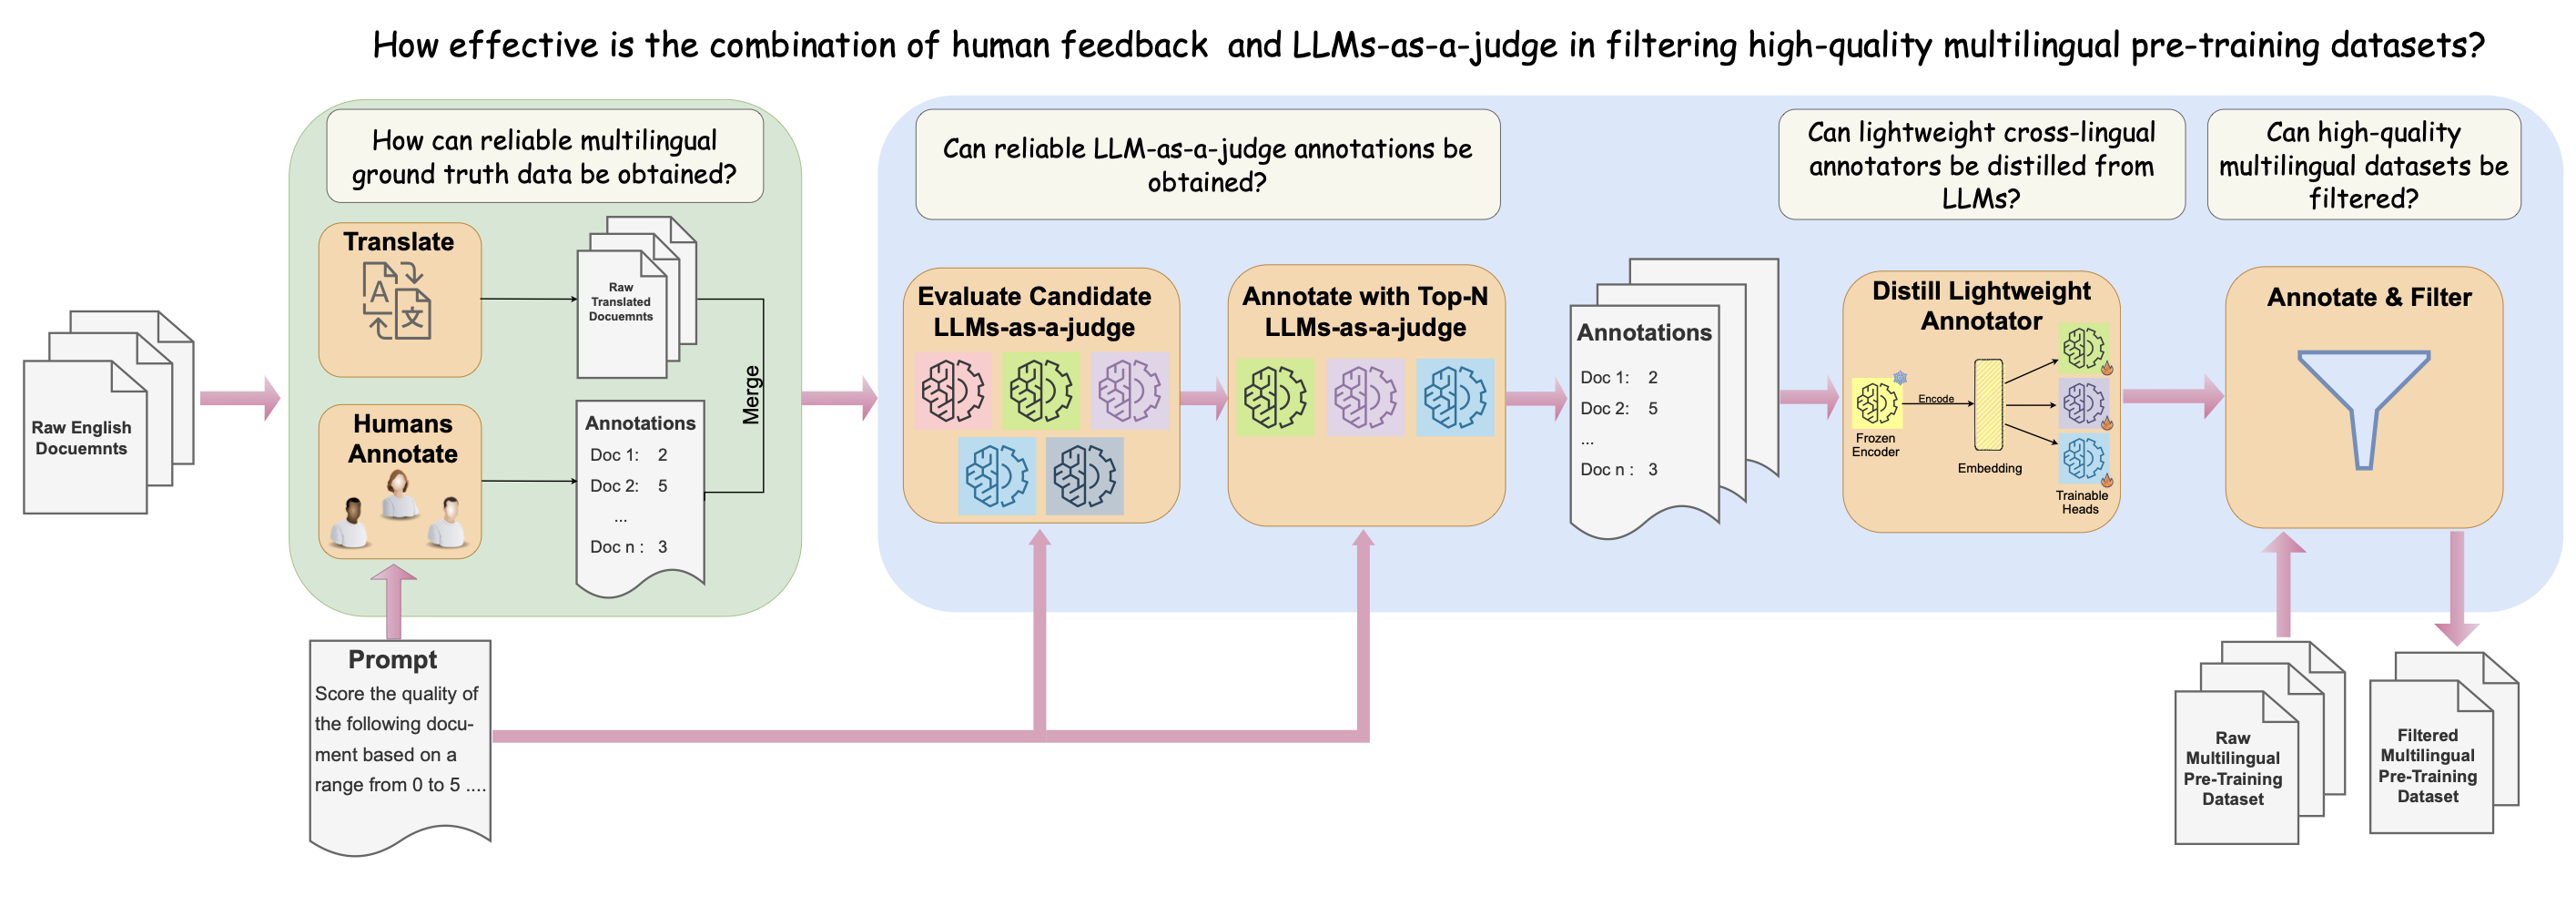 How effective is the combination of human feedback and LLMs-as-a-judge in filtering high-quality multilingual pre-training datasets?
How can reliable multilingual
ground truth data be obtained?
Can reliable LLM-as-a-judge annotations be
obtained?
Can lightweight cross-lingual
annotators be distilled from
LLMs?
Can high-quality
multilingual datasets be
filtered?
Raw English
Docuemnts
Translate
A
文
Raw
Translated
Docuemnts
Humans
Annotate
Annotations
Doc 1: 2
Doc 2: 5
...
Doc n : 3
Merge
Prompt
Score the quality of
the following docu-
ment based on a
range from 0 to 5 ....
Evaluate Candidate
LLMs-as-a-judge
Annotate with Top-N
LLMs-as-a-judge
Annotations
Doc 1: 2
Doc 2: 5
...
Doc n : 3
Distill Lightweight
Annotator
Encode
Frozen
Encoder
Embedding
Trainable
Heads
Annotate & Filter
Raw
Multilingual
Pre-Training
Dataset
Filtered
Multilingual
Pre-Training
Dataset